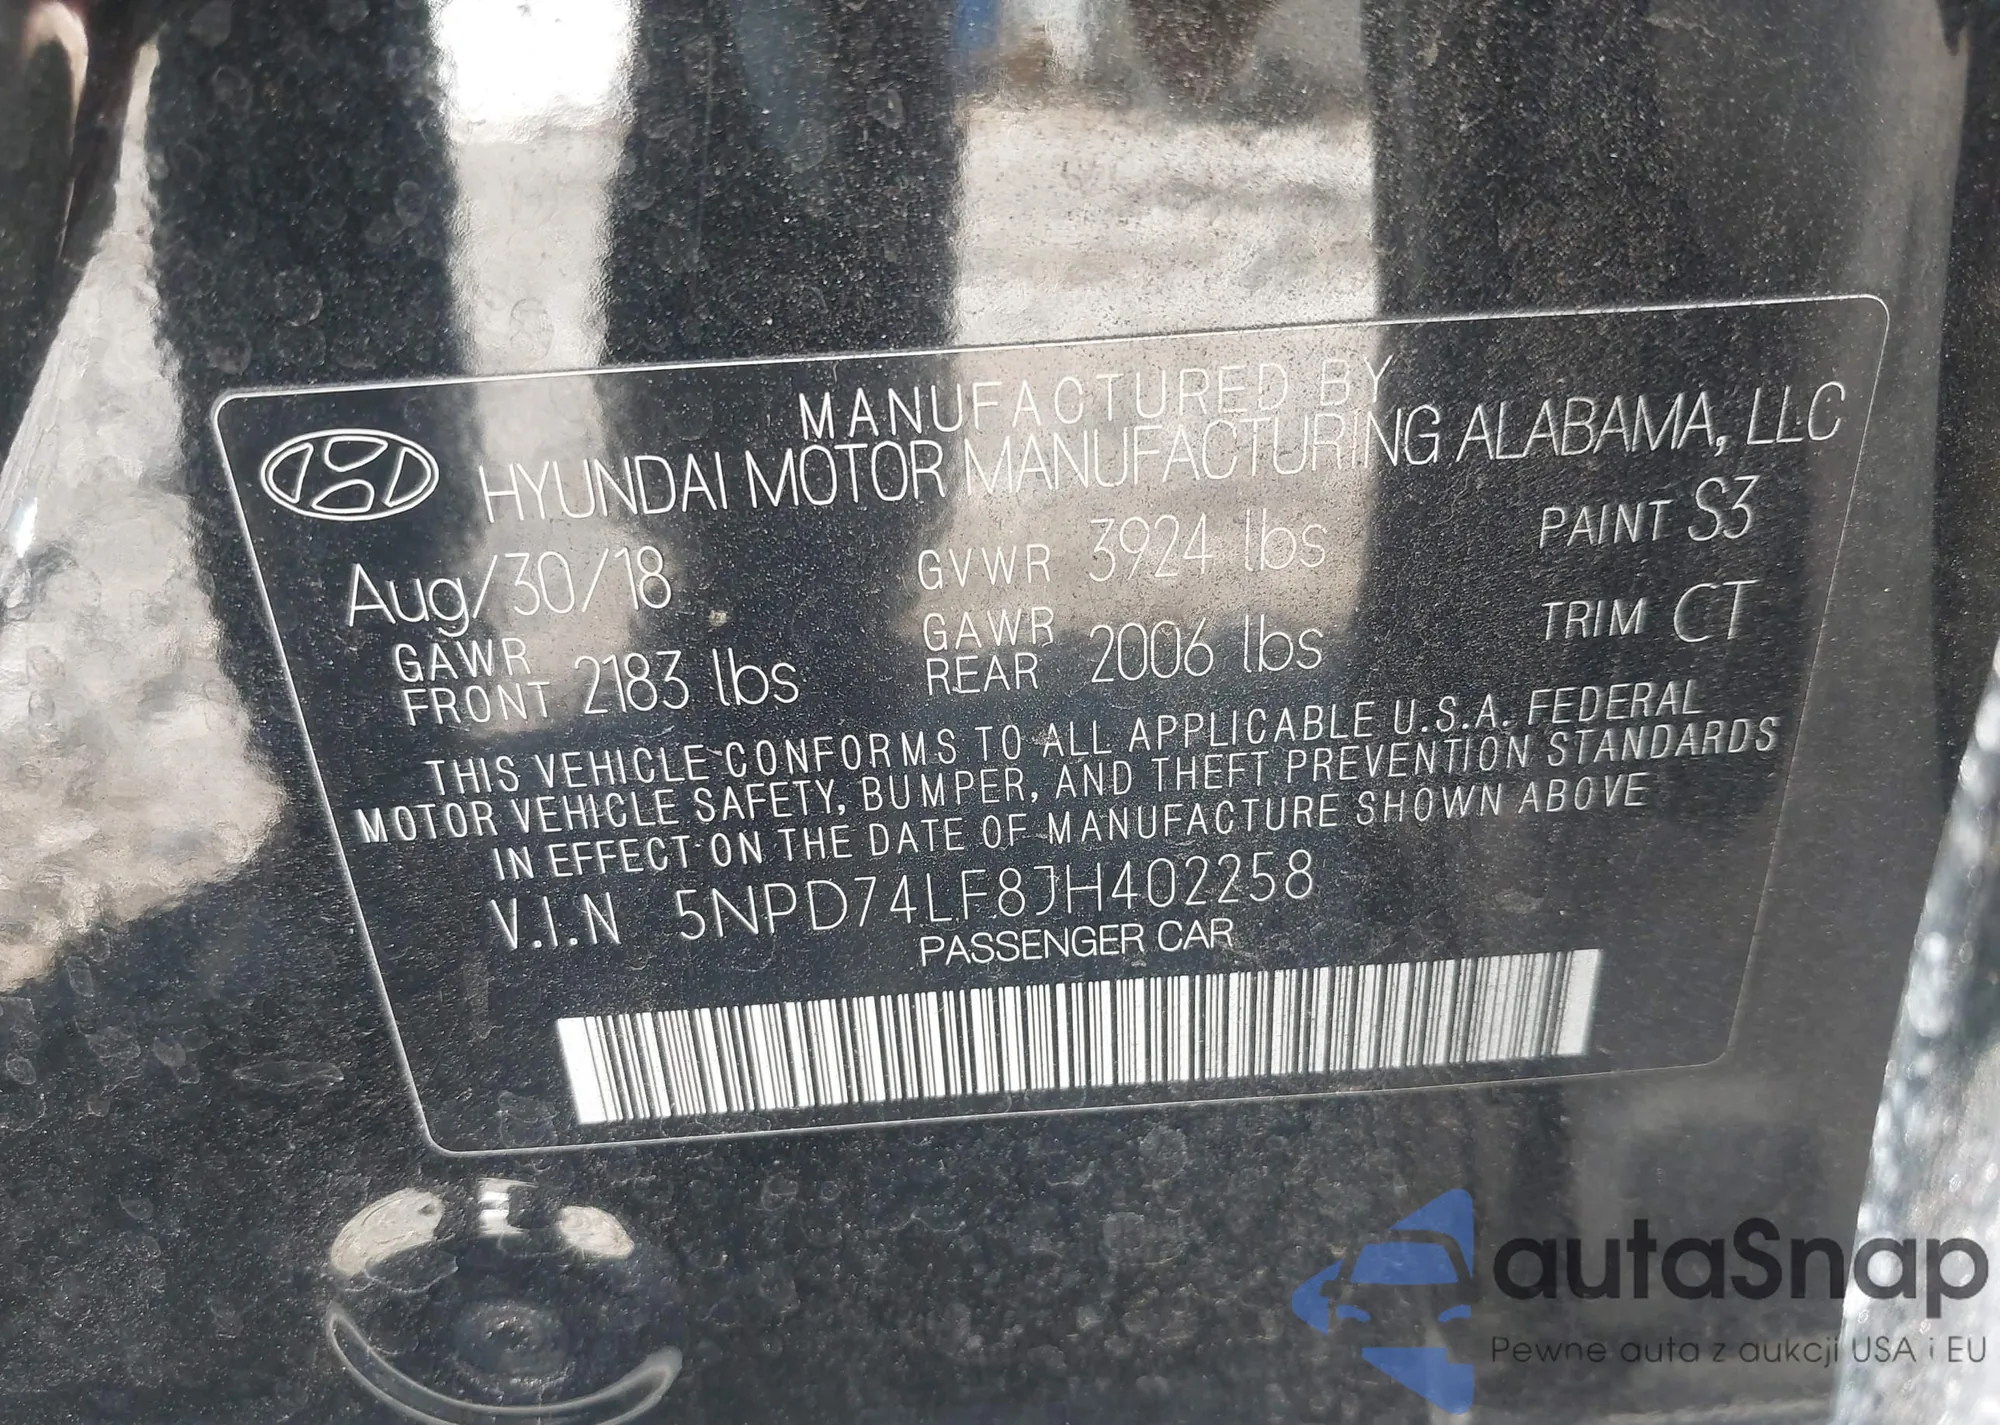 MANUFACTURED BY
HYUNDAI MOTOR MANUFACTURING ALABAMA, LLC
Aug/30/18 GVWR 3924 lbs PAINT S3
GAWR FRONT 2183 lbs GAWR REAR 2006 lbs TRIM CT
THIS VEHICLE CONFORMS TO ALL APPLICABLE U.S.A. FEDERAL
MOTOR VEHICLE SAFETY, BUMPER, AND THEFT PREVENTION STANDARDS
IN EFFECT ON THE DATE OF MANUFACTURE SHOWN ABOVE
V.I.N 5NPD74LF8JH402258
PASSENGER CAR
autaSnap
Pewne auta z aukcji USA i EU